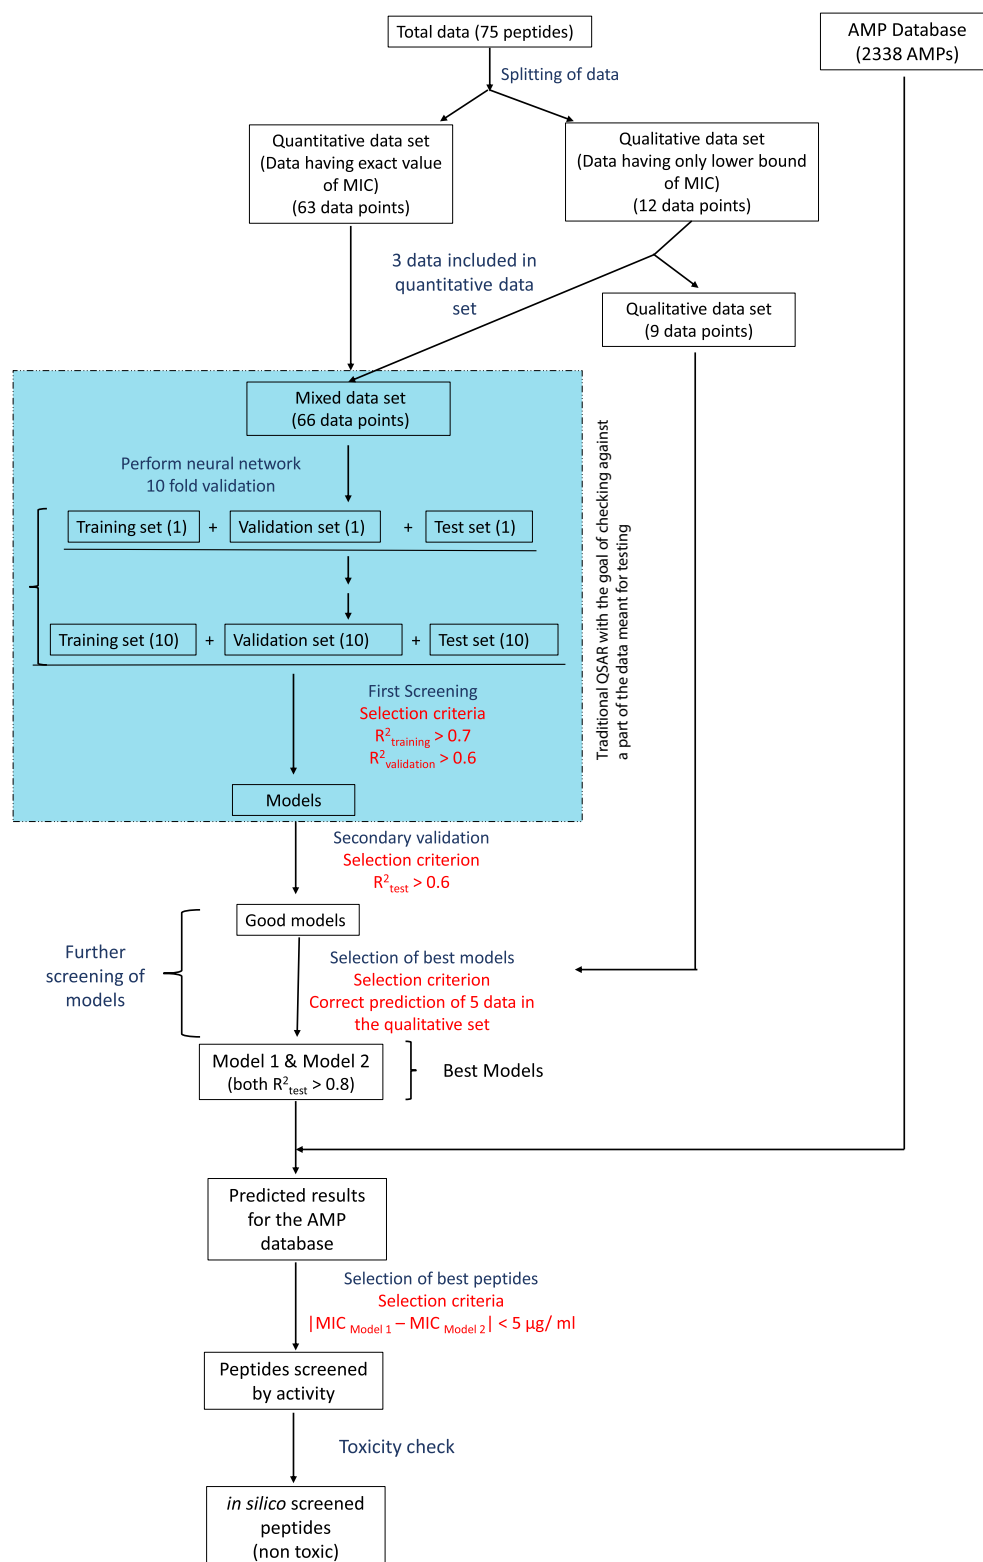 Total data (75 peptides)
AMP Database
(2338 AMPs)
Splitting of data
Quantitative data set
(Data having exact value
of MIC)
(63 data points)
Qualitative data set
(Data having only lower bound
of MIC)
(12 data points)
3 data included in
quantitative data
set
Qualitative data set
(9 data points)
Mixed data set
(66 data points)
Perform neural network
10 fold validation
Training set (1) + Validation set (1) + Test set (1)
Training set (10) + Validation set (10) + Test set (10)
First Screening
Selection criteria
R²training > 0.7
R²validation > 0.6
Models
Traditional QSAR with the goal of checking against
a part of the data meant for testing
Secondary validation
Selection criterion
R²test > 0.6
Good models
Further
screening of
models
Selection of best models
Selection criterion
Correct prediction of 5 data in
the qualitative set
Model 1 & Model 2
(both R²test > 0.8)
Best Models
Predicted results
for the AMP
database
Selection of best peptides
Selection criteria
|MIC Model 1 – MIC Model 2| < 5 µg/ ml
Peptides screened
by activity
Toxicity check
in silico screened
peptides
(non toxic)